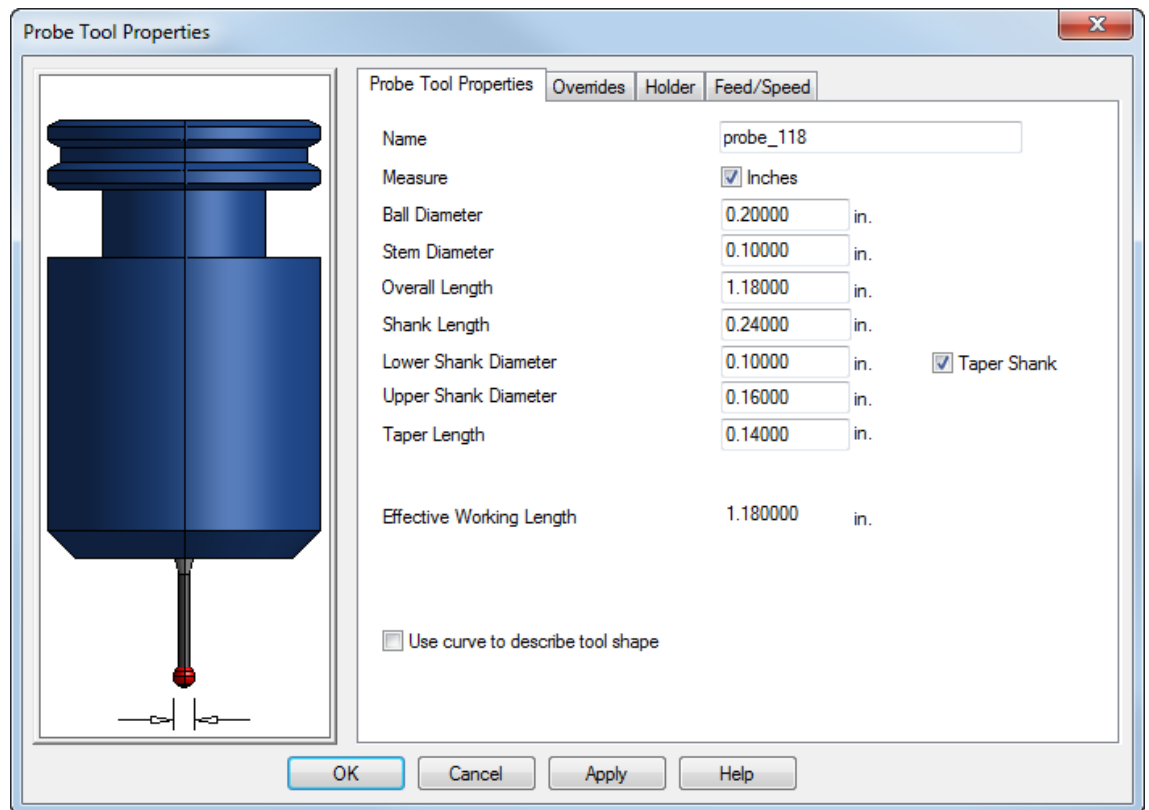 Probe Tool Properties
Probe Tool Properties Overrides Holder Feed/Speed
Name probe_118
Measure Inches
Ball Diameter 0.20000 in.
Stem Diameter 0.10000 in.
Overall Length 1.18000 in.
Shank Length 0.24000 in.
Lower Shank Diameter 0.10000 in. Taper Shank
Upper Shank Diameter 0.16000 in.
Taper Length 0.14000 in.
Effective Working Length 1.180000 in.
Use curve to describe tool shape
OK Cancel Apply Help